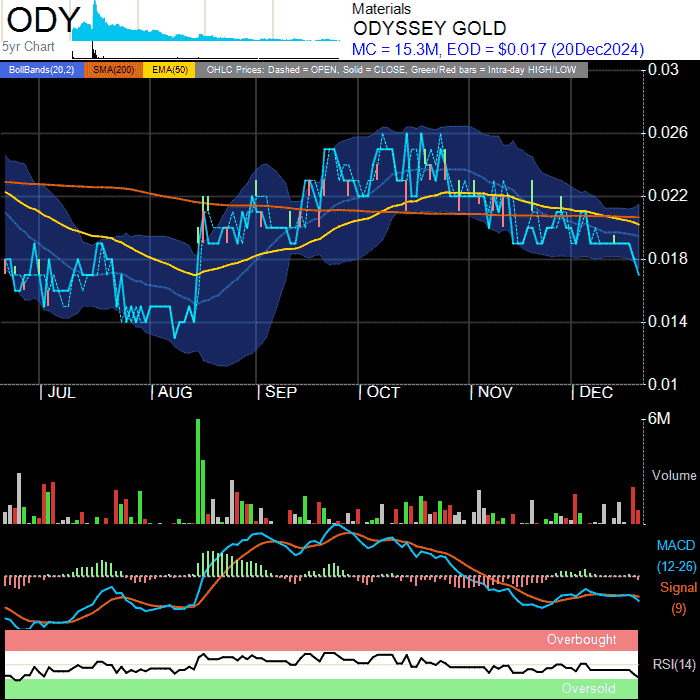 ODY
5yr Chart
Materials
ODYSSEY GOLD
MC = 15.3M, EOD = $0.017 (20Dec2024)
BollBands(20,2) SMA(200) EMA(50) OHLC Prices: Dashed = OPEN, Solid = CLOSE, Green/Red bars = Intra-day HIGH/LOW
0.03
0.026
0.022
0.018
0.014
0.01
JUL AUG SEP OCT NOV DEC
6M
Volume
MACD
(12-26)
Signal
(9)
Overbought
RSI(14)
Oversold